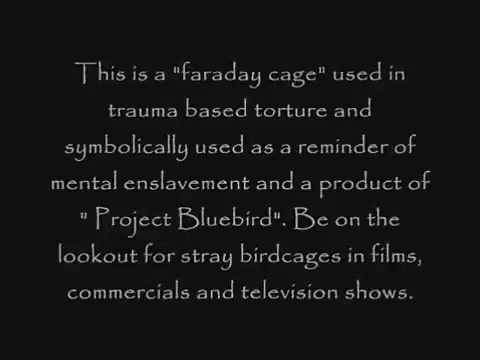 This is a "faraday cage" used in
trauma based torture and
symbolically used as a reminder of
mental enslavement and a product of
" Project Bluebird". Be on the
lookout for stray birdcages in films,
commercials and television shows.